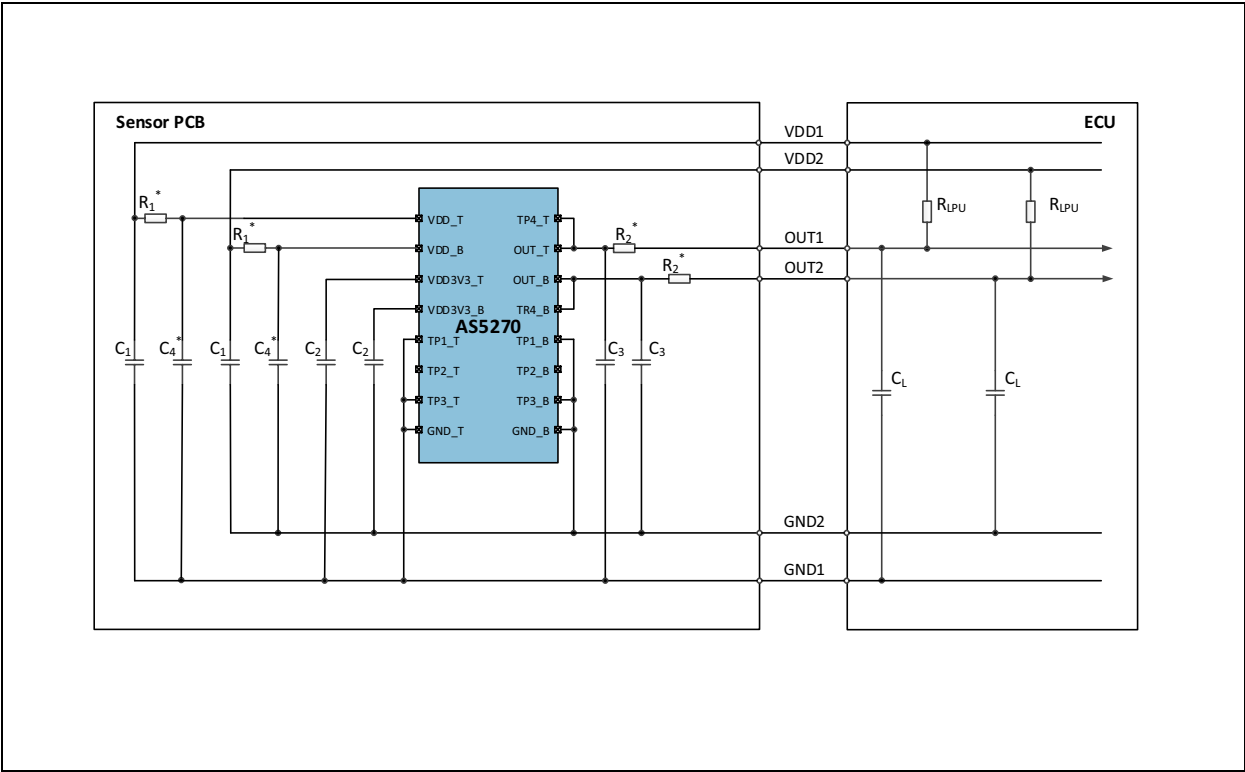 Sensor PCB
ECU
VDD1
VDD2
R1*
R1*
VDD_T
VDD_B
VDD3V3_T
VDD3V3_B
TP1_T
TP2_T
TP3_T
GND_T
AS5270
TP4_T
OUT_T
OUT_B
TR4_B
TP1_B
TP2_B
TP3_B
GND_B
R2*
R2*
OUT1
OUT2
RLPU
RLPU
C1
C4*
C1
C4*
C2
C2
C3
C3
CL
CL
GND2
GND1